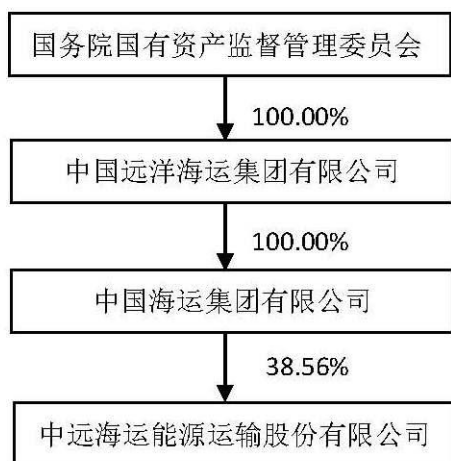 国务院国有资产监督管理委员会
100.00%
中国远洋海运集团有限公司
100.00%
中国海运集团有限公司
38.56%
中远海运能源运输股份有限公司